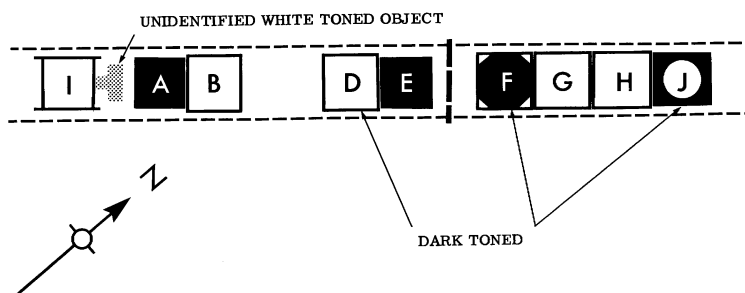 UNIDENTIFIED WHITE TONED OBJECT
I A B D E F G H J
N
DARK TONED